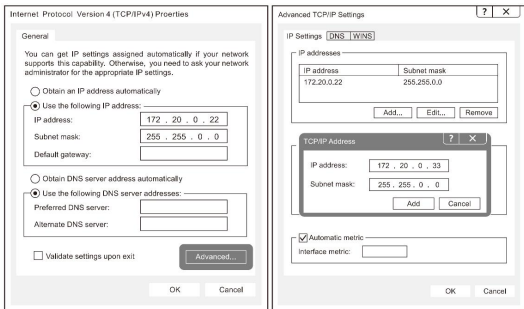 Internet Protocol Version 4 (TCP/IPv4) Proerties
General
You can get IP settings assigned automatically if your network
supports this capability. Otherwise, you need to ask your network
administrator for the appropriate IP settings.
Obtain an IP address automatically
Use the following IP address:
IP address: 172 . 20 . 0 . 22
Subnet mask: 255 . 255 . 0 . 0
Default gateway:
Obtain DNS server address automatically
Use the following DNS server addresses:
Preferred DNS server:
Alternate DNS server:
Validate settings upon exit
Advanced...
OK Cancel
Advanced TCP/IP Settings ? X
IP Settings DNS WINS
IP addresses
IP address Subnet mask
172.20.0.22 255.255.0.0
Add... Edit... Remove
TCP/IP Address ? X
IP address: 172 . 20 . 0 . 33
Subnet mask: 255 . 255 . 0 . 0
Add Cancel
Automatic metric
Interface metric:
OK Cancel